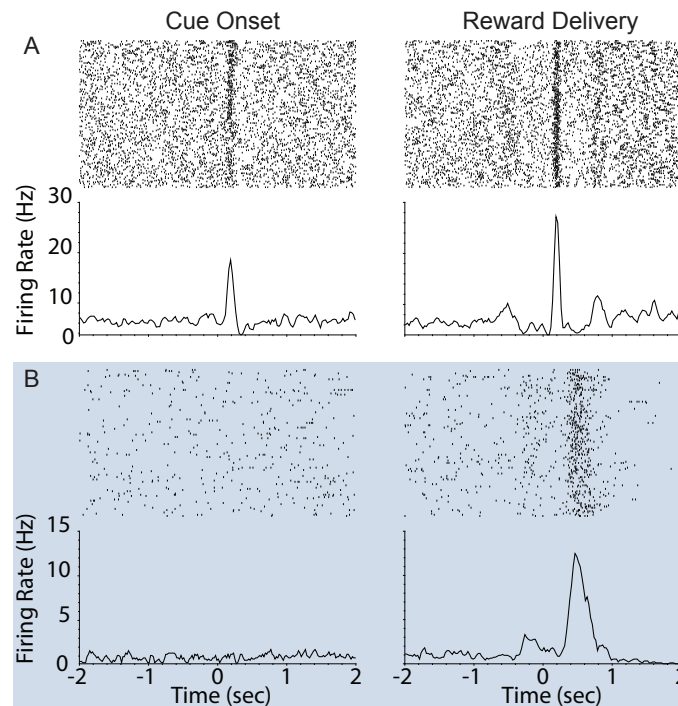 Cue Onset Reward Delivery
A
30
20
10
0
Firing Rate (Hz)
B
15
10
5
0
Firing Rate (Hz)
-2 -1 0 1 2 -2 -1 0 1 2
Time (sec) Time (sec)